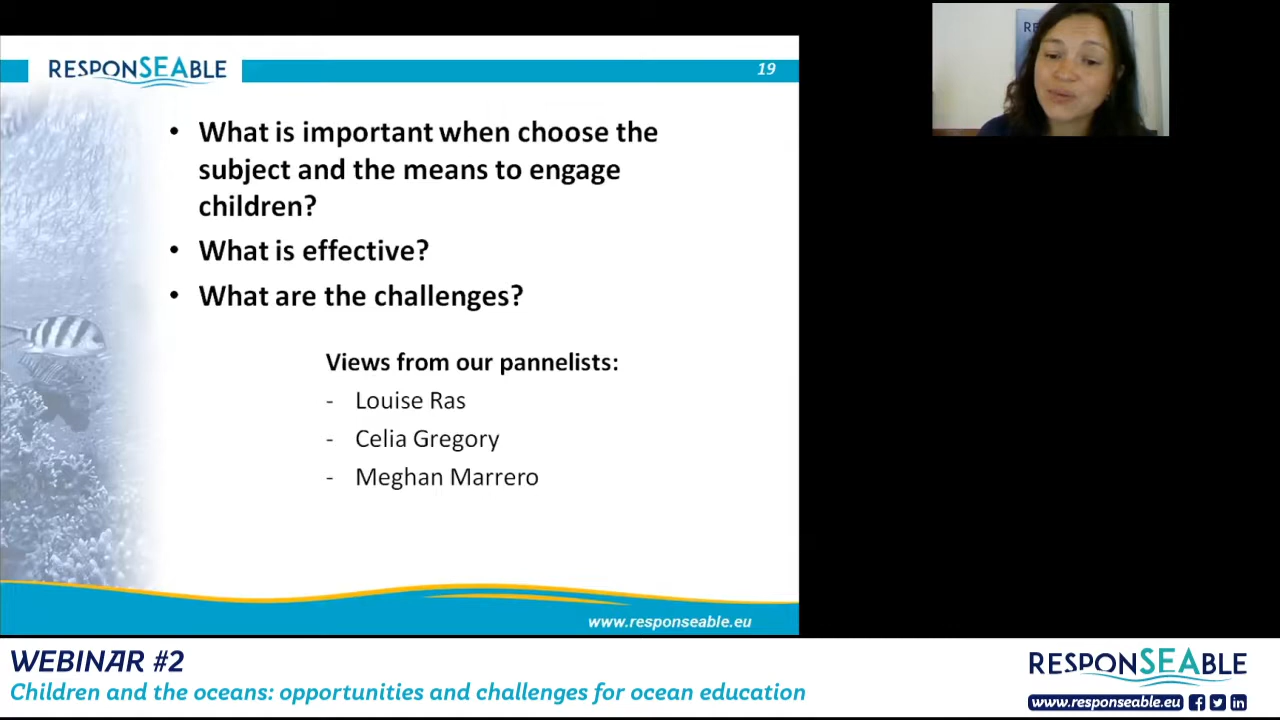 RESPONSEABLE
19
• What is important when choose the
subject and the means to engage
children?
• What is effective?
• What are the challenges?
Views from our pannelists:
- Louise Ras
- Celia Gregory
- Meghan Marrero
www.responseable.eu
WEBINAR #2
Children and the oceans: opportunities and challenges for ocean education
RESPONSEABLE
www.responseable.eu